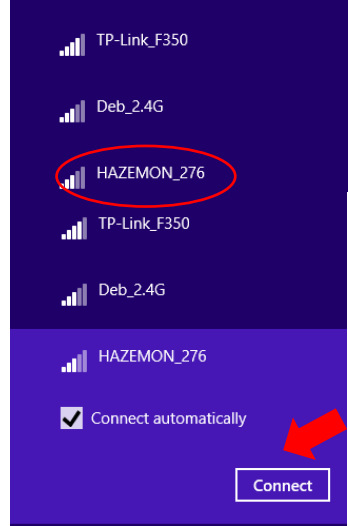 TP-Link_F350
Deb_2.4G
HAZEMON_276
TP-Link_F350
Deb_2.4G
HAZEMON_276
Connect automatically
Connect